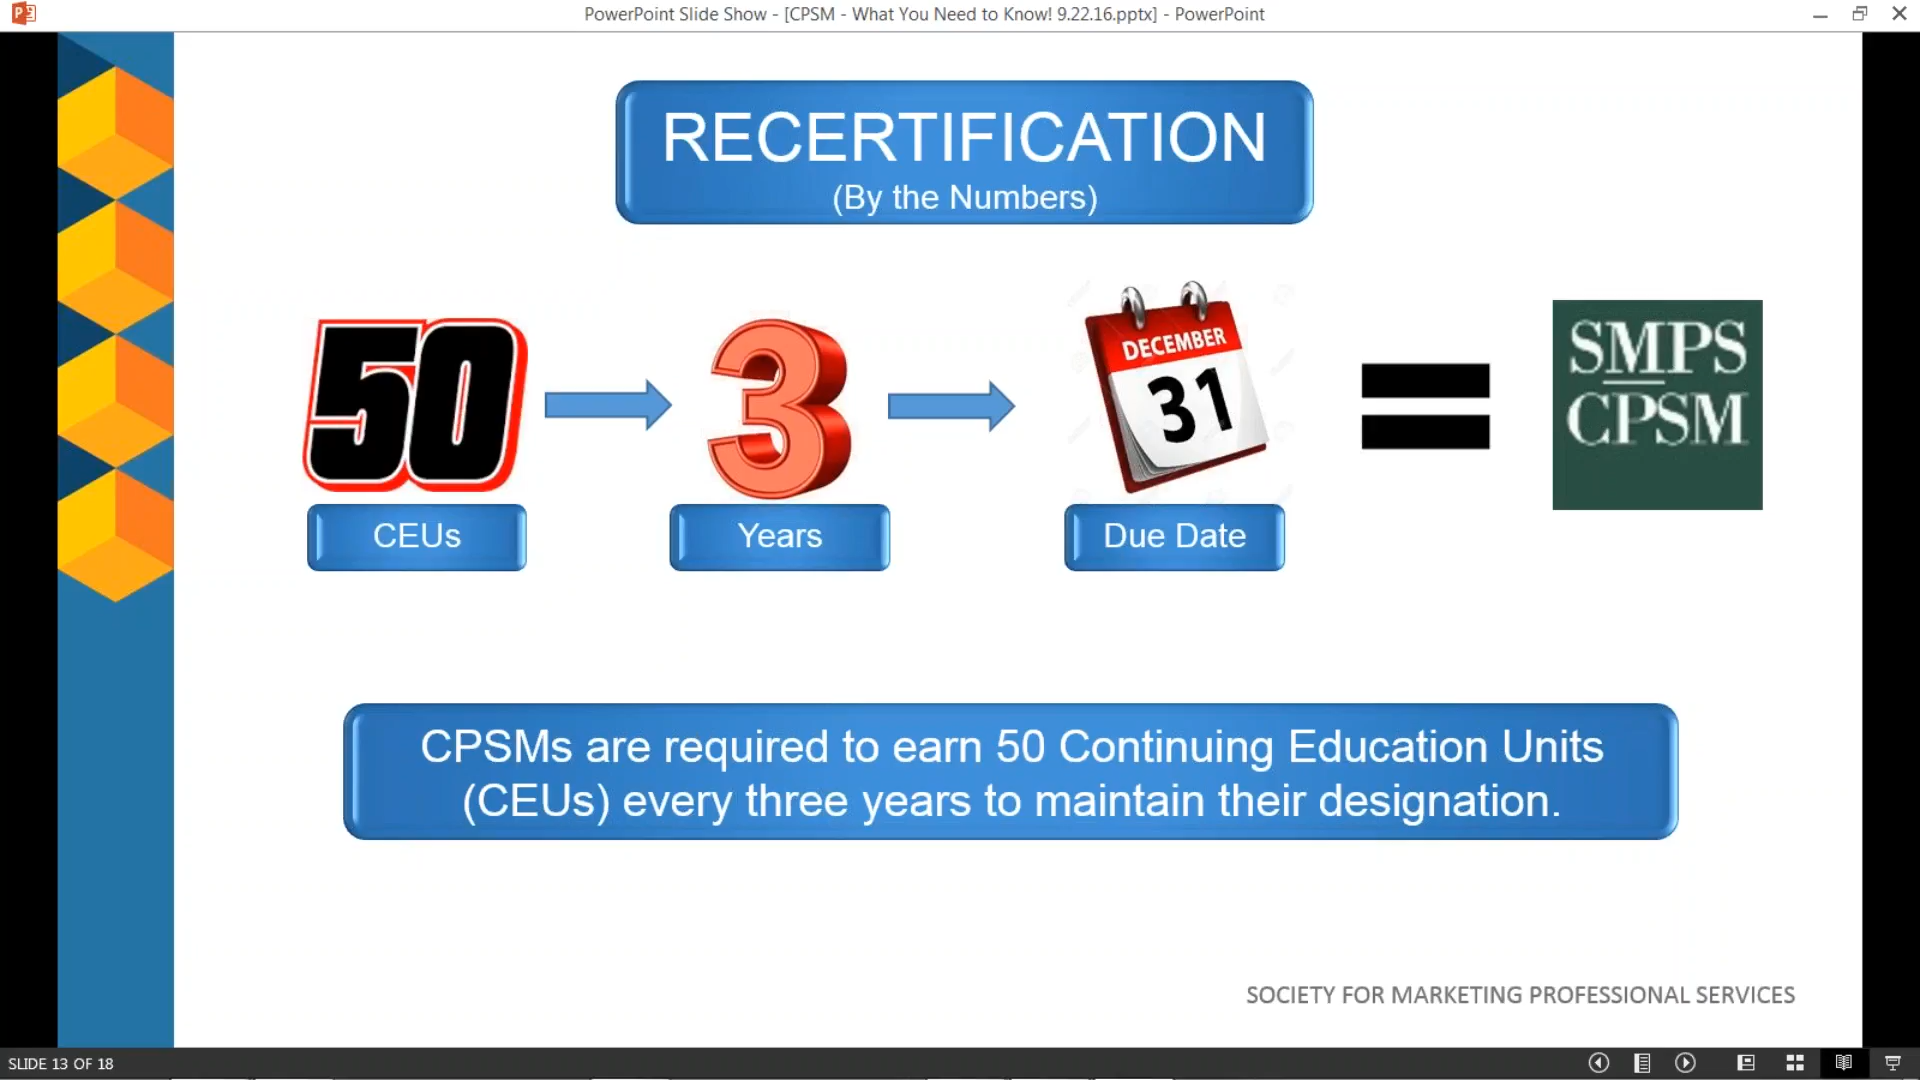 PowerPoint Slide Show - [CPSM - What You Need to Know! 9.22.16.pptx] - PowerPoint
RECERTIFICATION
(By the Numbers)
50
3
DECEMBER
31
SMPS
CPSM
CEUs
Years
Due Date
CPSMs are required to earn 50 Continuing Education Units
(CEUs) every three years to maintain their designation.
SOCIETY FOR MARKETING PROFESSIONAL SERVICES
SLIDE 13 OF 18